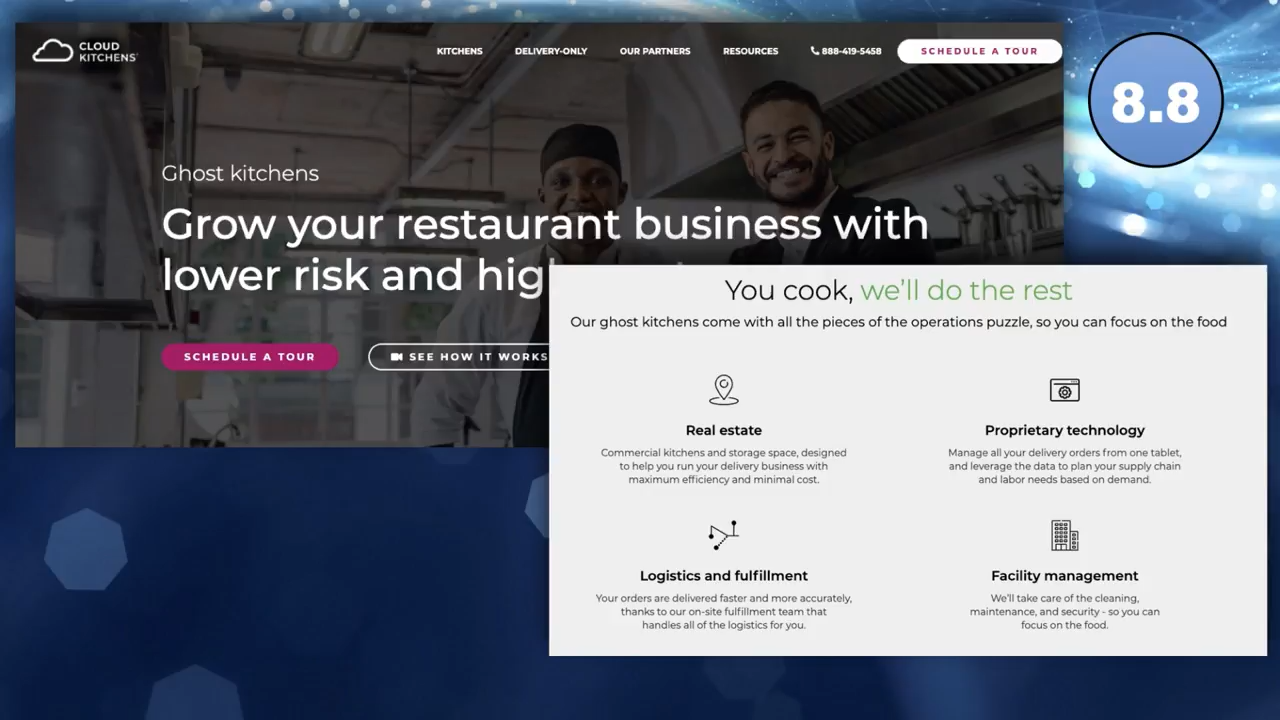 CLOUD
KITCHENS
KITCHENS
DELIVERY-ONLY
OUR PARTNERS
RESOURCES
888-419-5458
SCHEDULE A TOUR
8.8
Ghost kitchens
Grow your restaurant business with
lower risk and hig
SCHEDULE A TOUR
SEE HOW IT WORKS
You cook, we'll do the rest
Our ghost kitchens come with all the pieces of the operations puzzle, so you can focus on the food
Real estate
Commercial kitchens and storage space, designed
to help you run your delivery business with
maximum efficiency and minimal cost.
Proprietary technology
Manage all your delivery orders from one tablet,
and leverage the data to plan your supply chain
and labor needs based on demand.
Logistics and fulfillment
Your orders are delivered faster and more accurately,
thanks to our on-site fulfillment team that
handles all of the logistics for you.
Facility management
We'll take care of the cleaning,
maintenance, and security - so you can
focus on the food.